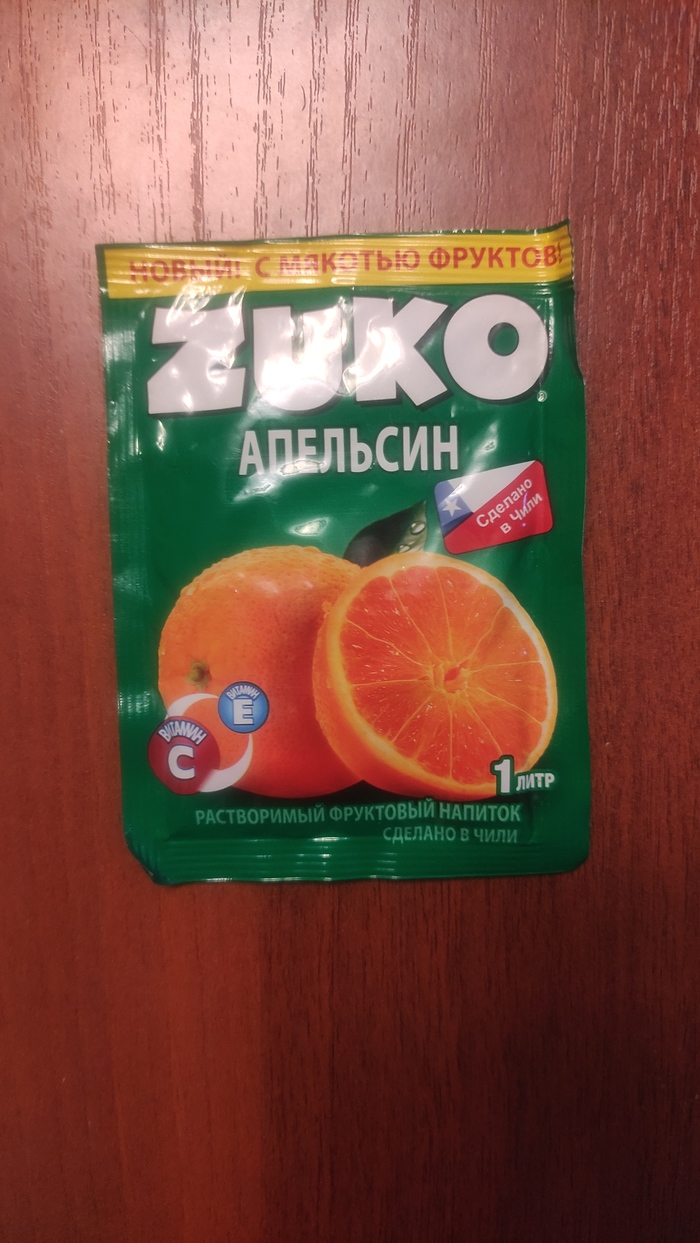 НОВЫЙ! С МЯКОТЬЮ ФРУКТОВ!
ZUKO
®
АПЕЛЬСИН
Сделано
в Чили
ВИТАМИН
E
ВИТАМИН
C
1 ЛИТР
РАСТВОРИМЫЙ ФРУКТОВЫЙ НАПИТОК
СДЕЛАНО В ЧИЛИ